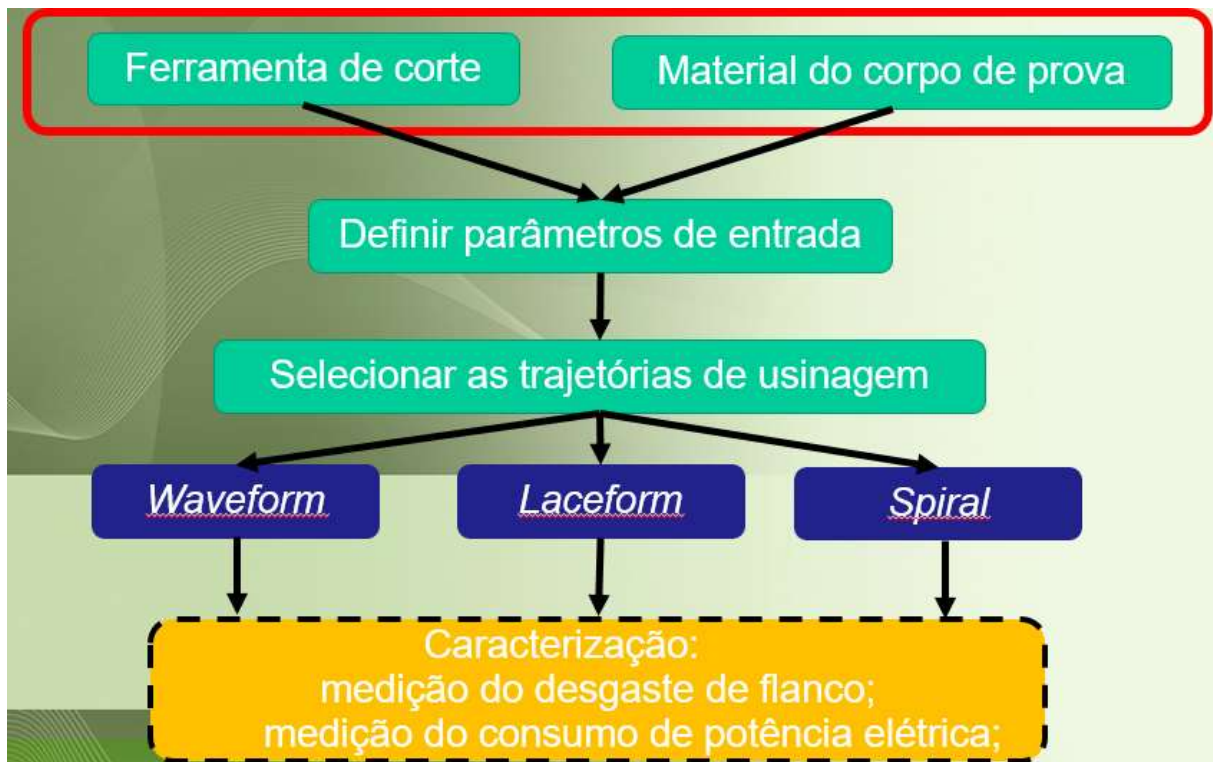 Ferramenta de corte
Material do corpo de prova
Definir parâmetros de entrada
Selecionar as trajetórias de usinagem
Waveform
Laceform
Spiral
Caracterização:
medição do desgaste de flanco;
medição do consumo de potência elétrica;